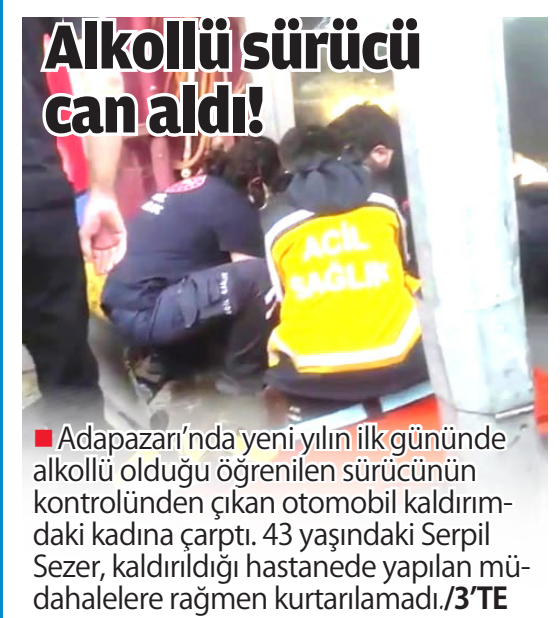 Alkollü sürücü
can aldı!
ACİL
SAĞLIK
■ Adapazarı'nda yeni yılın ilk gününde
alkollü olduğu öğrenilen sürücünün
kontrolünden çıkan otomobil kaldırım-
daki kadına çarptı. 43 yaşındaki Serpil
Sezer, kaldırıldığı hastanede yapılan mü-
dahalelere rağmen kurtarılamadı./3'TE